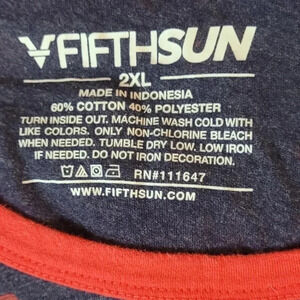 FIFTHSUN
2XL
MADE IN INDONESIA
60% COTTON 40% POLYESTER
TURN INSIDE OUT. MACHINE WASH COLD WITH
LIKE COLORS. ONLY NON-CHLORINE BLEACH
WHEN NEEDED. TUMBLE DRY LOW. LOW IRON
IF NEEDED. DO NOT IRON DECORATION.
RN#111647
WWW.FIFTHSUN.COM